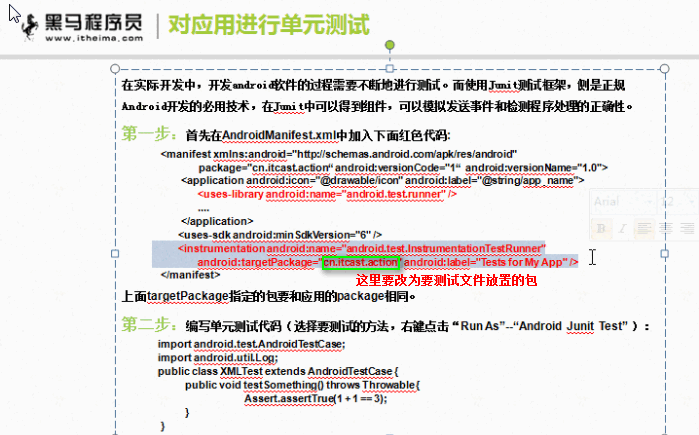 黑马程序员
www.itheima.com
对应用进行单元测试
在实际开发中，开发android软件的过程需要不断地进行测试。而使用Junit测试框架，侧是正规
Android开发的必用技术，在Junit中可以得到组件，可以模拟发送事件和检测程序处理的正确性。
第一步：首先在AndroidManifest.xml中加入下面红色代码:
<manifest xmlns:android="http://schemas.android.com/apk/res/android"
package="cn.itcast.action“ android:versionCode="1“ android:versionName="1.0">
<application android:icon="@drawable/icon" android:label="@string/app_name">
<uses-library android:name="android.test.runner" />
....
</application>
<uses-sdk android:minSdkVersion="6" />
<instrumentation android:name="android.test.InstrumentationTestRunner"
android:targetPackage="cn.itcast.action" android:label="Tests for My App" />
</manifest>
这里要改为要测试文件放置的包
上面targetPackage指定的包要和应用的package相同。
第二步：编写单元测试代码（选择要测试的方法，右键点击“Run As”--“Android Junit Test”）：
import android.test.AndroidTestCase;
import android.util.Log;
public class XMLTest extends AndroidTestCase {
public void testSomething() throws Throwable {
Assert.assertTrue(1 + 1 == 3);
}
}
Arial
12
B I U